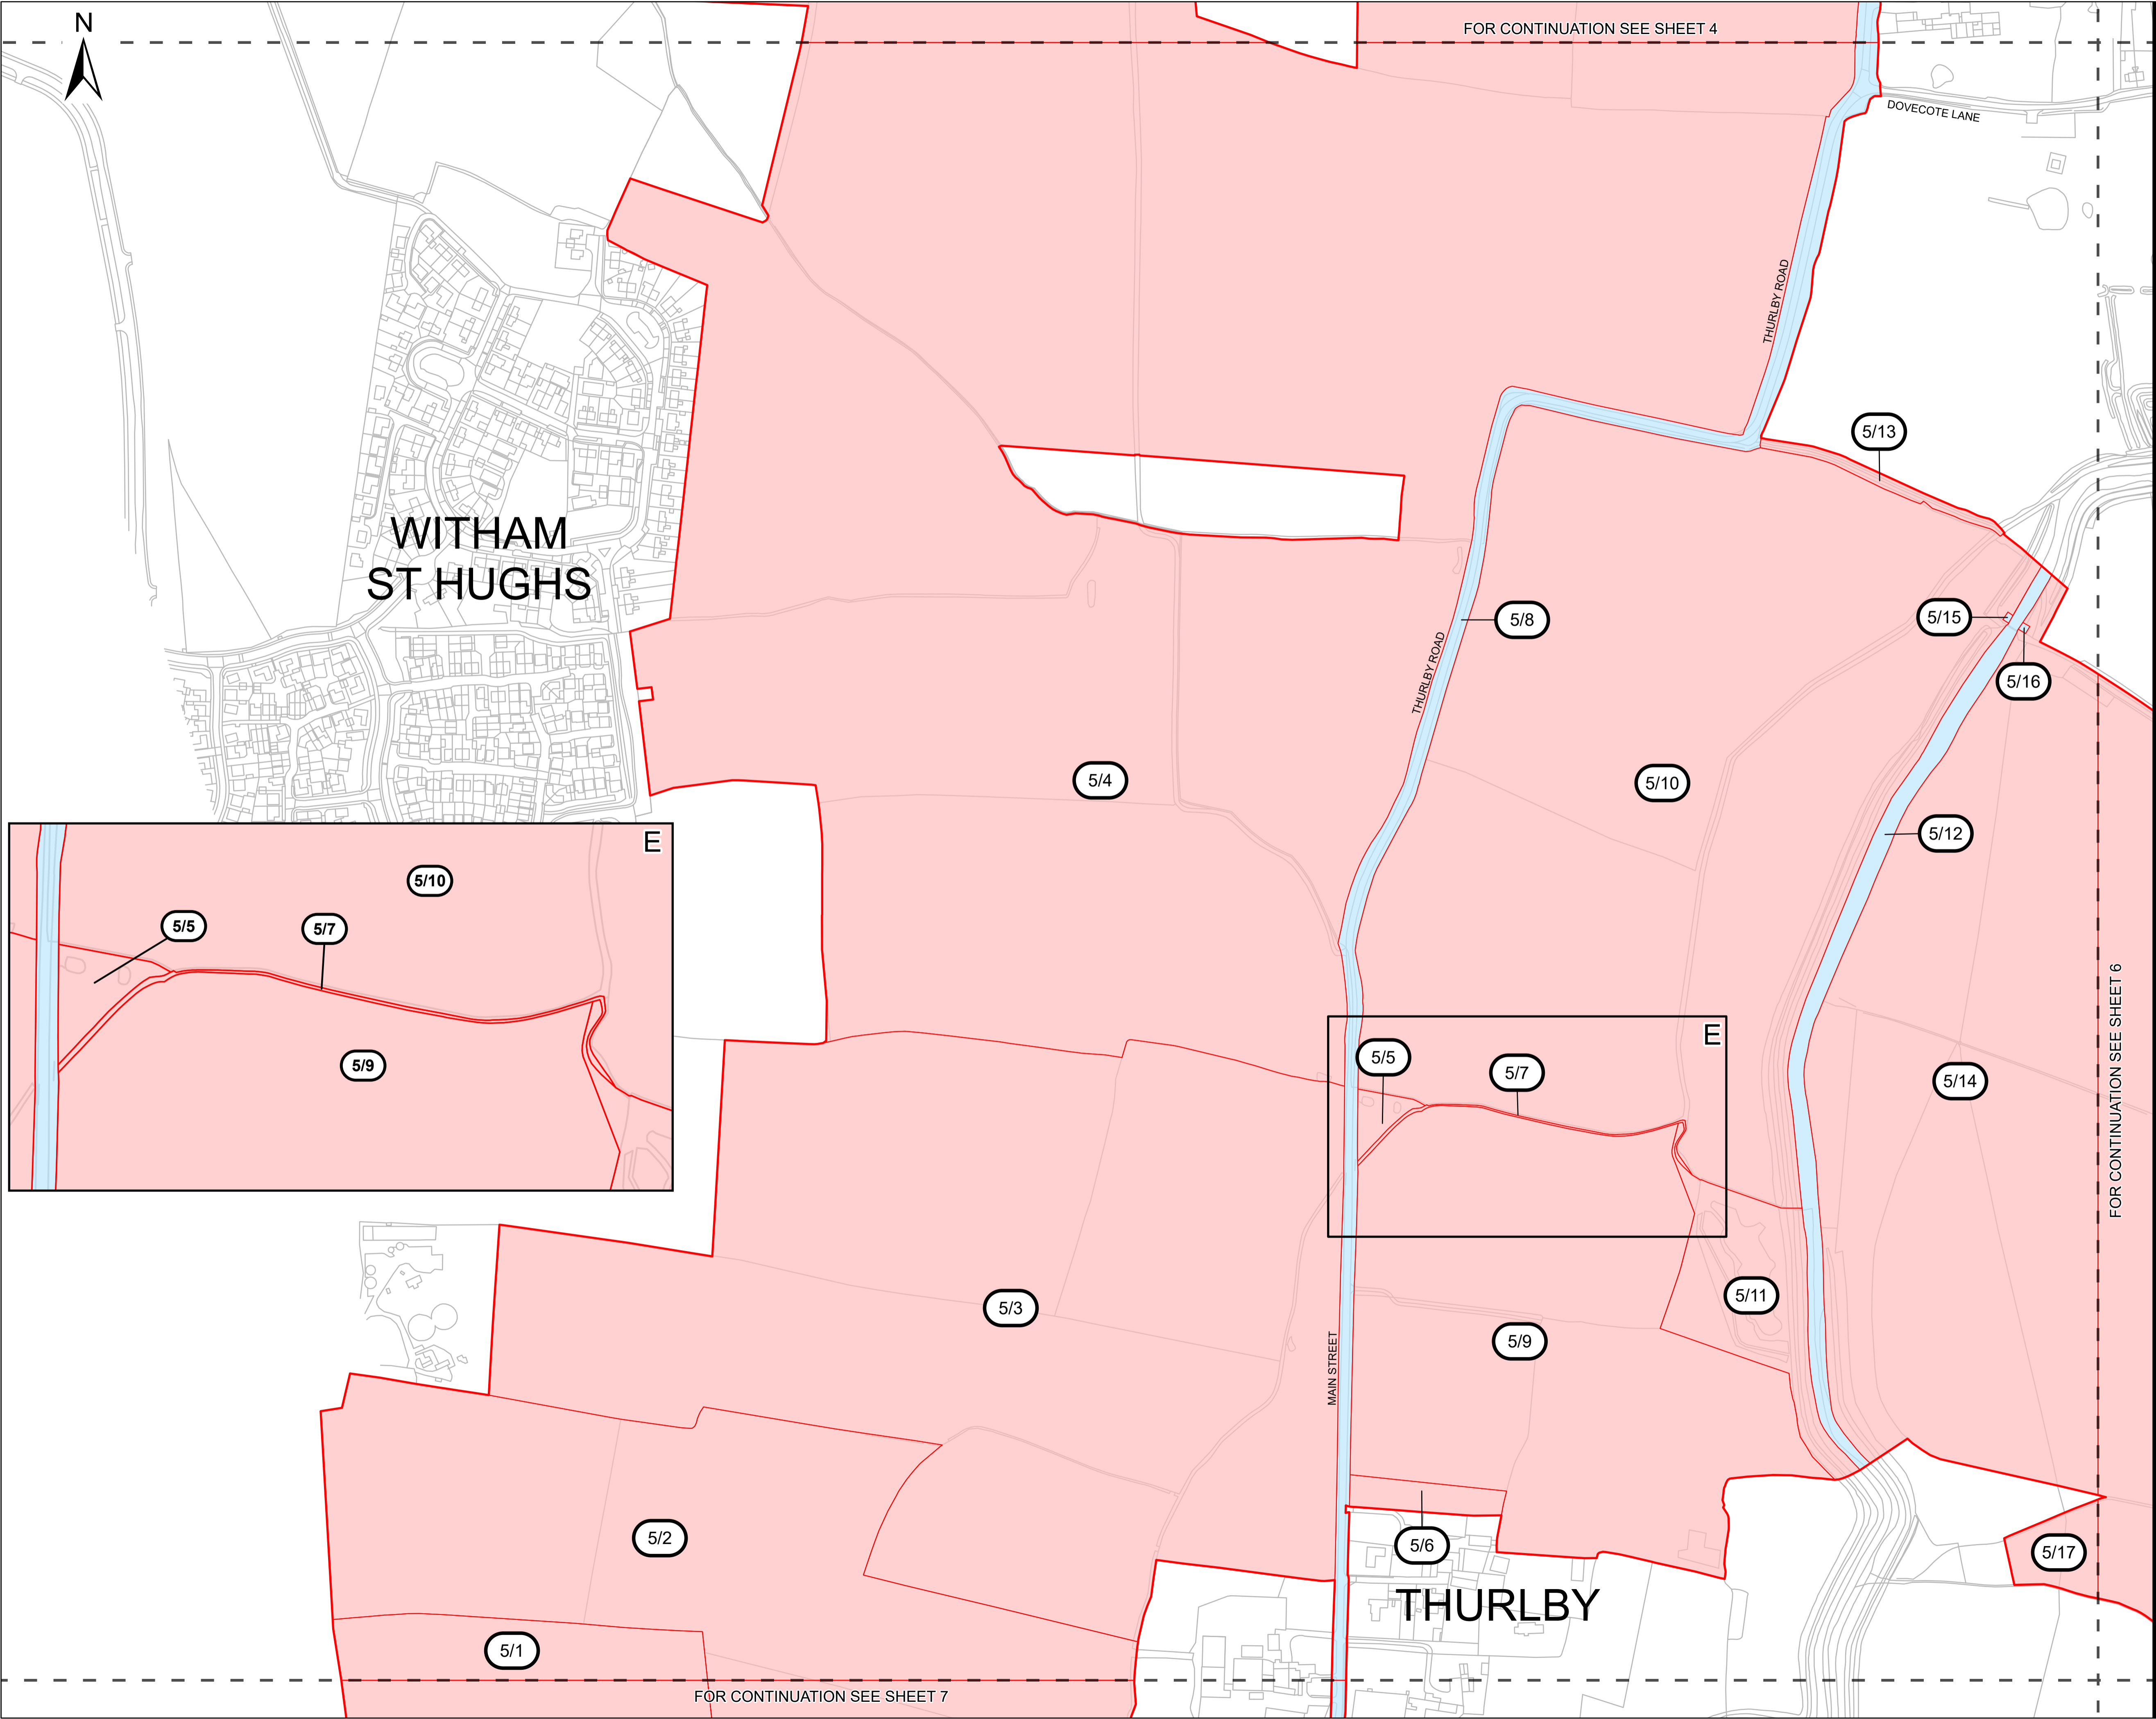 N
FOR CONTINUATION SEE SHEET 4
DOVECOTE LANE
THURLBY ROAD
5/13
WITHAM
ST HUGHS
5/8
5/15
THURLBY ROAD
5/16
5/4
5/10
5/12
E
5/10
5/5
5/7
5/9
FOR CONTINUATION SEE SHEET 6
E
5/5
5/7
5/14
5/11
5/3
5/9
MAIN STREET
5/2
5/6
5/17
THURLBY
5/1
FOR CONTINUATION SEE SHEET 7